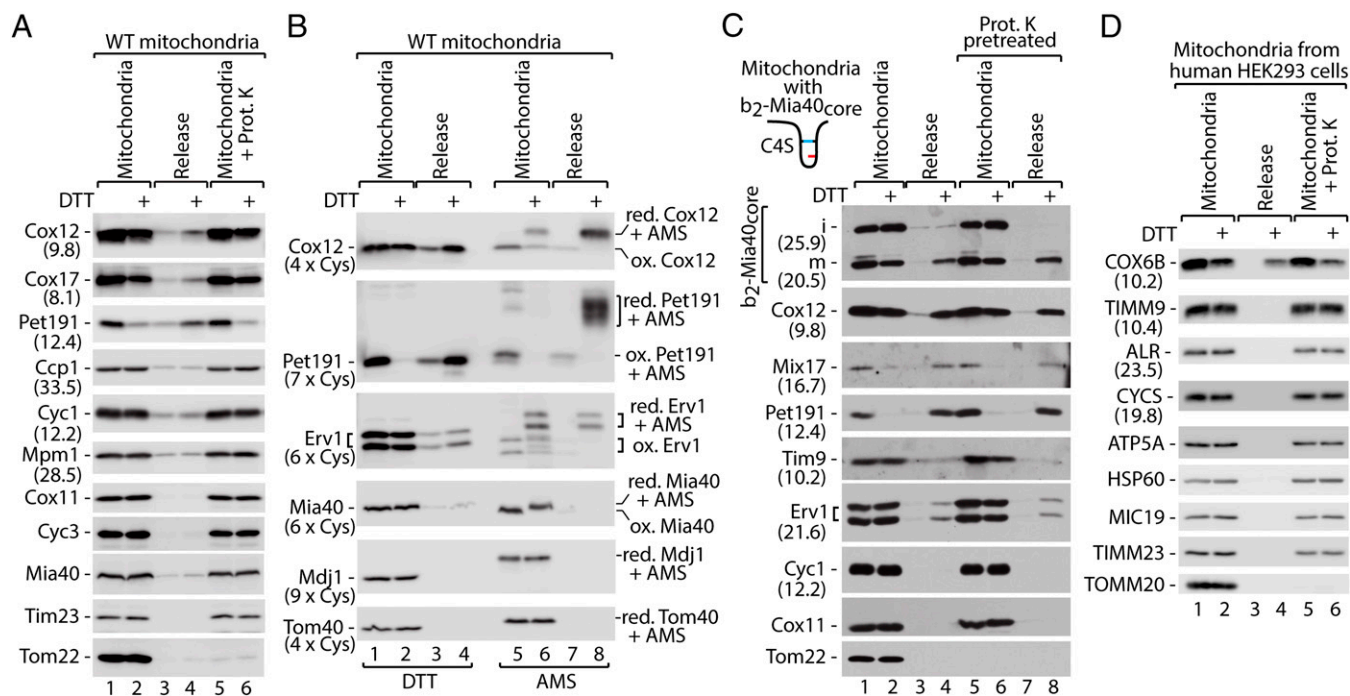 A
WT mitochondria
Mitochondria
Release
Mitochondria
+ Prot. K
DTT + + +
Cox12
(9.8)
Cox17
(8.1)
Pet191
(12.4)
Ccp1
(33.5)
Cyc1
(12.2)
Mpm1
(28.5)
Cox11
Cyc3
Mia40
Tim23
Tom22
1 2 3 4 5 6
B
WT mitochondria
Mitochondria
Release
Mitochondria
Release
DTT + + + +
Cox12
(4 x Cys)
red. Cox12
+ AMS
ox. Cox12
Pet191
(7 x Cys)
red. Pet191
+ AMS
ox. Pet191
+ AMS
Erv1
(6 x Cys)
red. Erv1
+ AMS
ox. Erv1
Mia40
(6 x Cys)
red. Mia40
+ AMS
ox. Mia40
Mdj1
(9 x Cys)
red. Mdj1
+ AMS
Tom40
(4 x Cys)
red. Tom40
+ AMS
1 2 3 4 5 6 7 8
DTT AMS
C
Prot. K
pretreated
Mitochondria
with
b2-Mia40core
C4S
Mitochondria
Release
Mitochondria
Release
DTT + + + +
b2-Mia40core
i
(25.9)
m
(20.5)
Cox12
(9.8)
Mix17
(16.7)
Pet191
(12.4)
Tim9
(10.2)
Erv1
(21.6)
Cyc1
(12.2)
Cox11
Tom22
1 2 3 4 5 6 7 8
D
Mitochondria from
human HEK293 cells
Mitochondria
Release
Mitochondria
+ Prot. K
DTT + + +
COX6B
(10.2)
TIMM9
(10.4)
ALR
(23.5)
CYCS
(19.8)
ATP5A
HSP60
MIC19
TIMM23
TOMM20
1 2 3 4 5 6